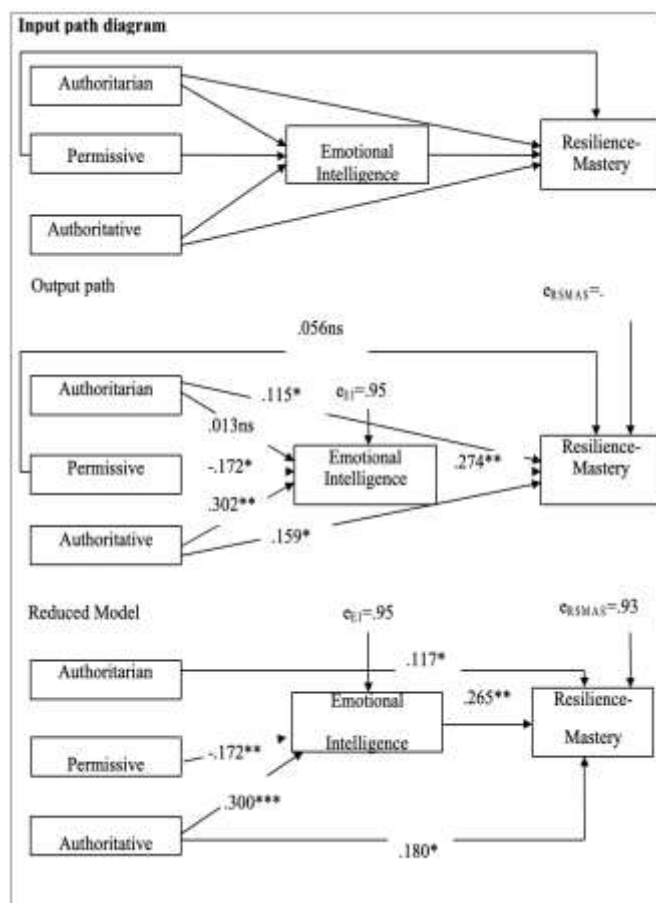 Input path diagram
Authoritarian
Permissive
Authoritative
Emotional
Intelligence
Resilience-
Mastery
Output path
eRSMAS=.
.056ns
Authoritarian
.115*
eEI=.95
.013ns
Permissive
-.172*
Emotional
Intelligence
.274**
Resilience-
Mastery
.302**
Authoritative
.159*
Reduced Model
eEI=.95
eRSMAS=.93
Authoritarian
.117*
Emotional
Intelligence
.265**
Resilience-
Mastery
Permissive
-.172**
.300***
Authoritative
.180*